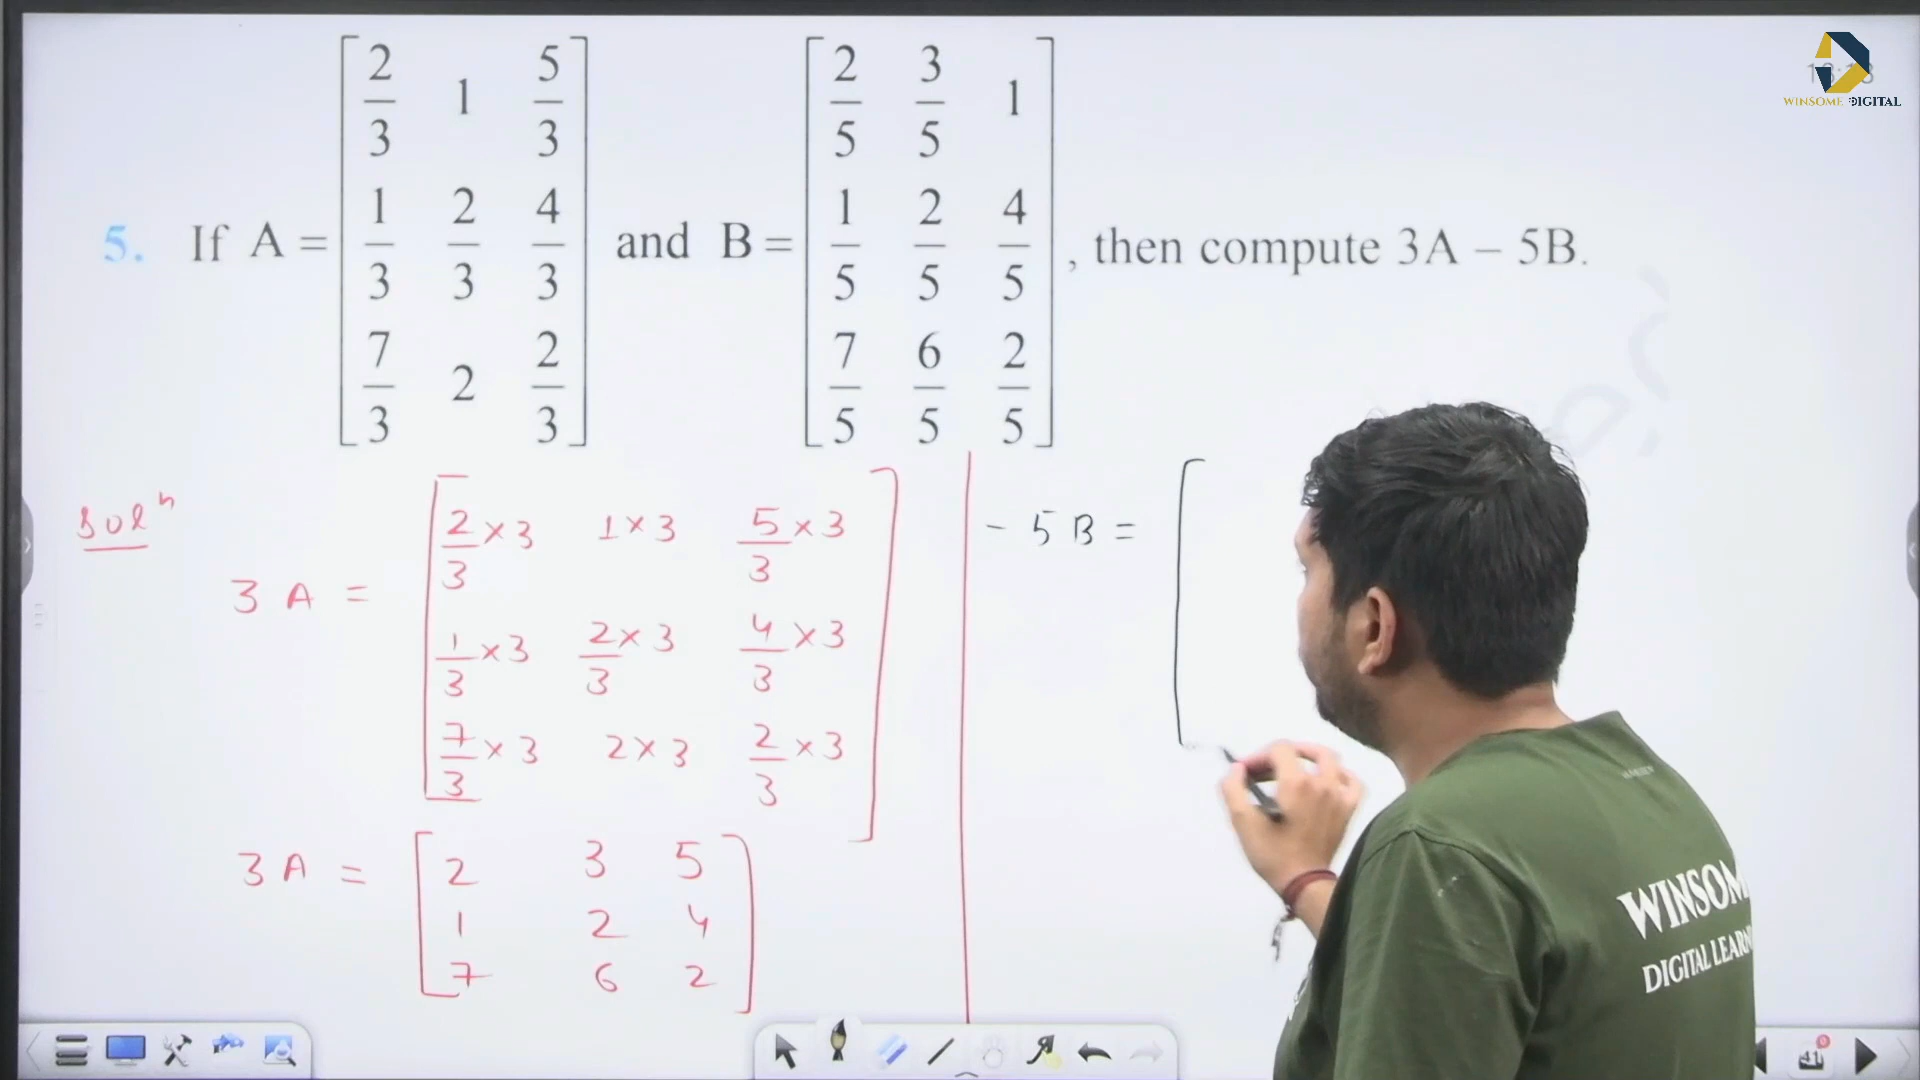 5. If A = [ 2/3 1 5/3
1/3 2/3 4/3
7/3 2 2/3 ] and B = [ 2/5 3/5 1
1/5 2/5 4/5
7/5 6/5 2/5 ] , then compute 3A – 5B.
WINSOME DIGITAL
Solⁿ
3 A = [ 2/3 × 3 1 × 3 5/3 × 3
1/3 × 3 2/3 × 3 4/3 × 3
7/3 × 3 2 × 3 2/3 × 3 ]
3 A = [ 2 3 5
1 2 4
7 6 2 ]
- 5 B = [
WINSOM
DIGITAL LEARN
41